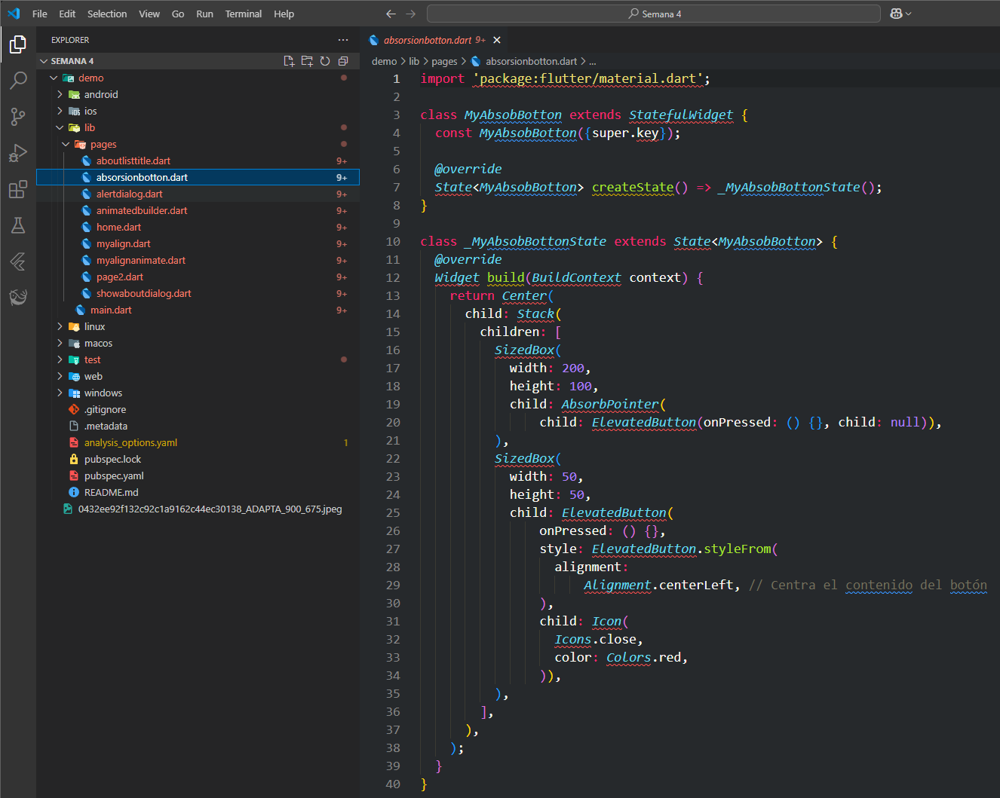 File Edit Selection View Go Run Terminal Help
Semana 4
EXPLORER
SEMANA 4
demo
android
ios
lib
pages
aboutlisttitle.dart 9+
absorsionbotton.dart 9+
alertdialog.dart 9+
animatedbuilder.dart 9+
home.dart 9+
myalign.dart 9+
myalignanimate.dart 9+
page2.dart 9+
showaboutdialog.dart 9+
main.dart 9+
linux
macos
test
web
windows
.gitignore
.metadata
analysis_options.yaml 1
pubspec.lock
pubspec.yaml
README.md
0432ee92f132c92c1a9162c44ec30138_ADAPTA_900_675.jpeg
absorsionbotton.dart 9+
demo > lib > pages > absorsionbotton.dart > ...
1 import 'package:flutter/material.dart';
2
3 class MyAbsobBotton extends StatefulWidget {
4   const MyAbsobBotton({super.key});
5
6   @override
7   State<MyAbsobBotton> createState() => _MyAbsobBottonState();
8 }
9
10 class _MyAbsobBottonState extends State<MyAbsobBotton> {
11   @override
12   Widget build(BuildContext context) {
13     return Center(
14       child: Stack(
15         children: [
16           SizedBox(
17             width: 200,
18             height: 100,
19             child: AbsorbPointer(
20                 child: ElevatedButton(onPressed: () {}, child: null)),
21           ),
22           SizedBox(
23             width: 50,
24             height: 50,
25             child: ElevatedButton(
26                 onPressed: () {},
27                 style: ElevatedButton.styleFrom(
28                   alignment:
29                       Alignment.centerLeft, // Centra el contenido del botón
30                 ),
31                 child: Icon(
32                   Icons.close,
33                   color: Colors.red,
34                 )),
35           ),
36         ],
37       ),
38     );
39   }
40 }